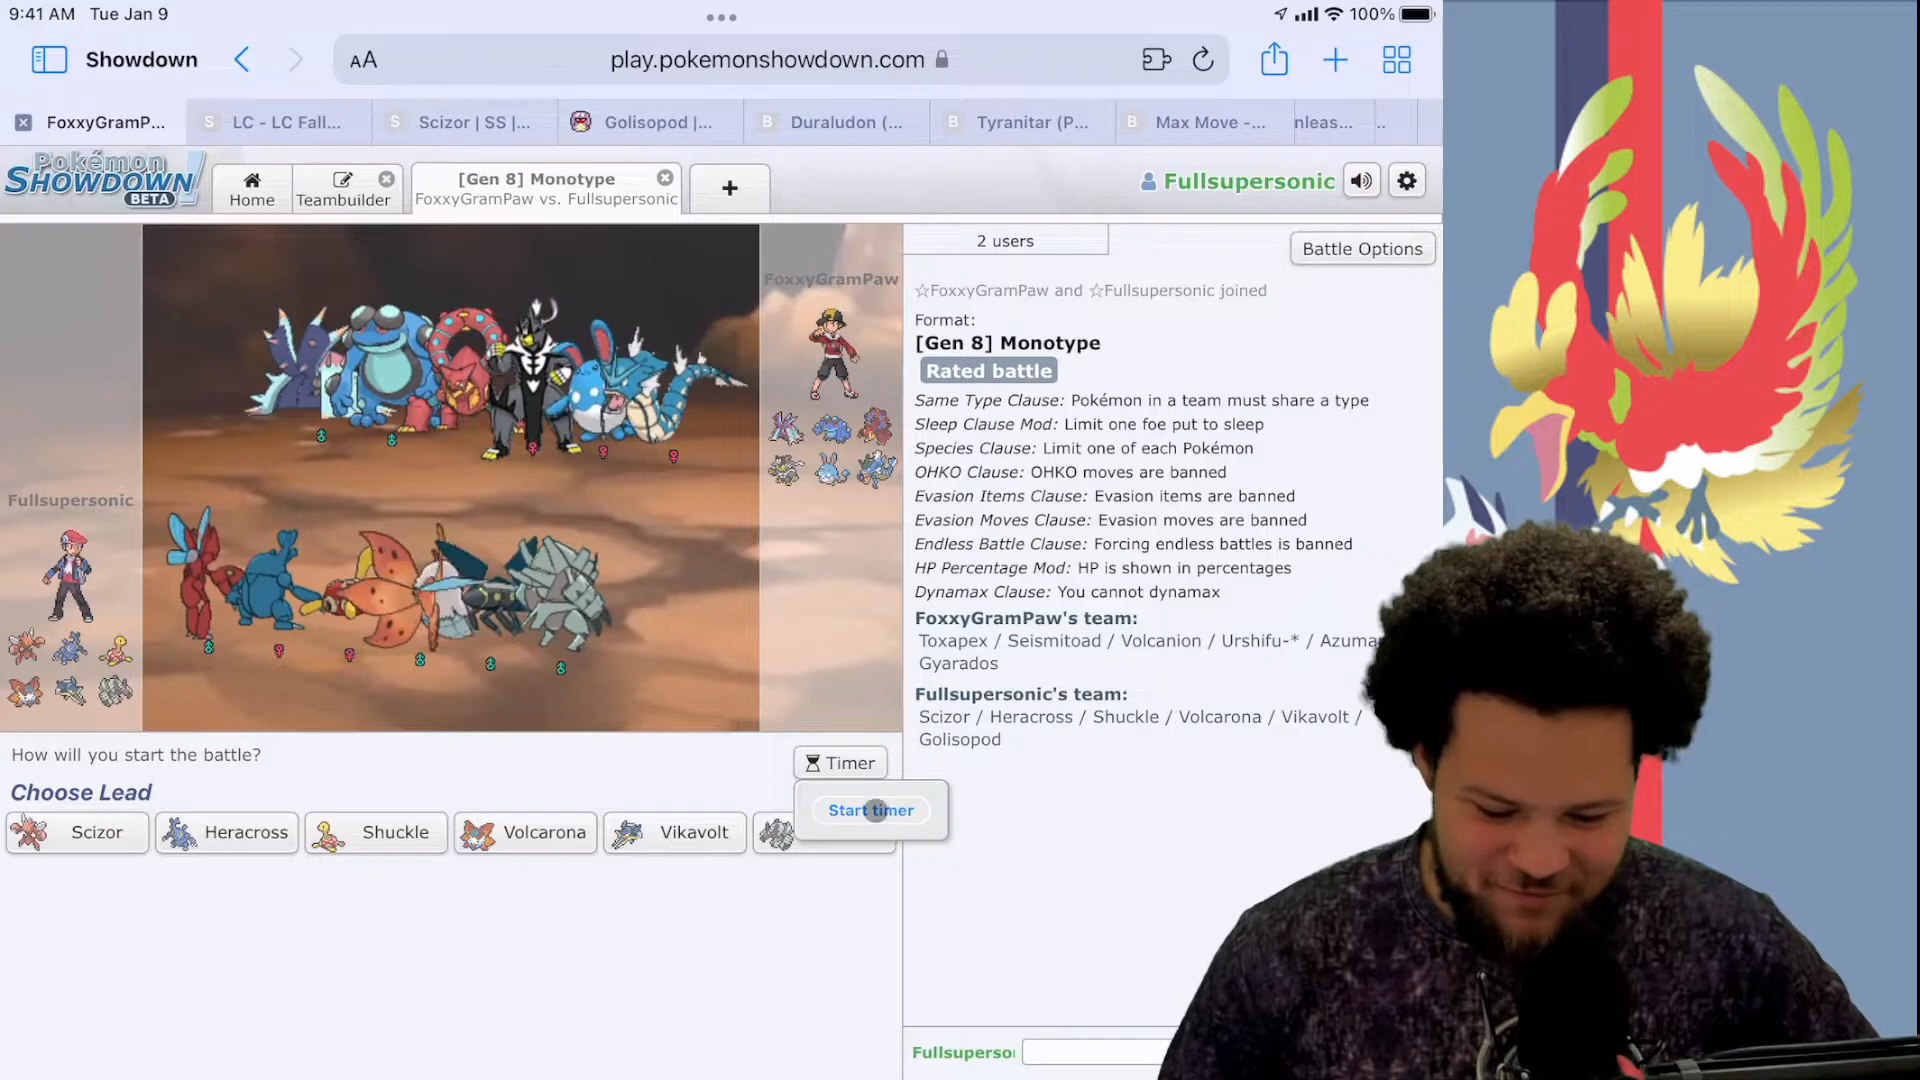 9:41 AM Tue Jan 9
100%
Showdown
AA
play.pokemonshowdown.com
FoxxyGramP...
S LC - LC Fall...
S Scizor | SS |...
Golisopod |...
B Duraludon (...
B Tyranitar (P...
B Max Move -...
nleas...
..
Pokémon
SHOWDOWN!
BETA
Home
Teambuilder
[Gen 8] Monotype
FoxxyGramPaw vs. Fullsupersonic
+
Fullsupersonic
FoxxyGramPaw
Fullsupersonic
How will you start the battle?
Timer
Choose Lead
Start timer
Scizor
Heracross
Shuckle
Volcarona
Vikavolt
2 users
Battle Options
☆FoxxyGramPaw and ☆Fullsupersonic joined
Format:
[Gen 8] Monotype
Rated battle
Same Type Clause: Pokémon in a team must share a type
Sleep Clause Mod: Limit one foe put to sleep
Species Clause: Limit one of each Pokémon
OHKO Clause: OHKO moves are banned
Evasion Items Clause: Evasion items are banned
Evasion Moves Clause: Evasion moves are banned
Endless Battle Clause: Forcing endless battles is banned
HP Percentage Mod: HP is shown in percentages
Dynamax Clause: You cannot dynamax
FoxxyGramPaw's team:
Toxapex / Seismitoad / Volcanion / Urshifu-* / Azuma
Gyarados
Fullsupersonic's team:
Scizor / Heracross / Shuckle / Volcarona / Vikavolt /
Golisopod
Fullsuperso